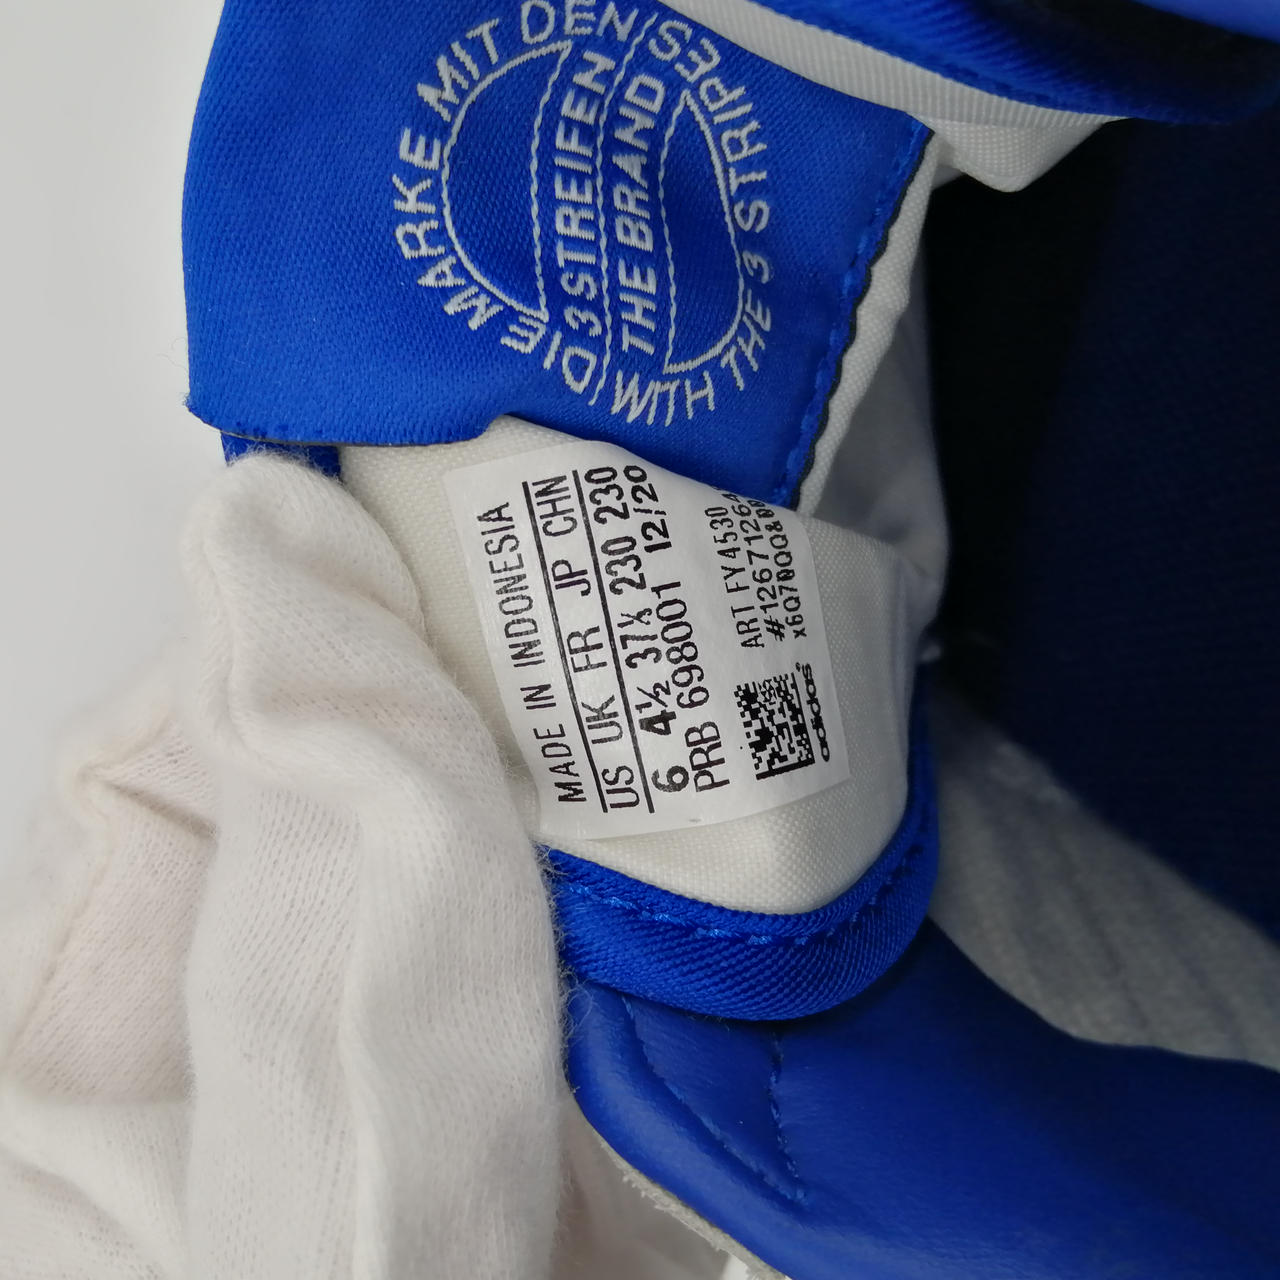 DIE MARKE MIT DEN
3 STREIFEN
THE BRAND
WITH THE 3 STRIPES
MADE IN INDONESIA
US UK FR JP CHN
6 4½ 37⅓ 230 230
PRB 698001 12/20
ART FY4530
adidas